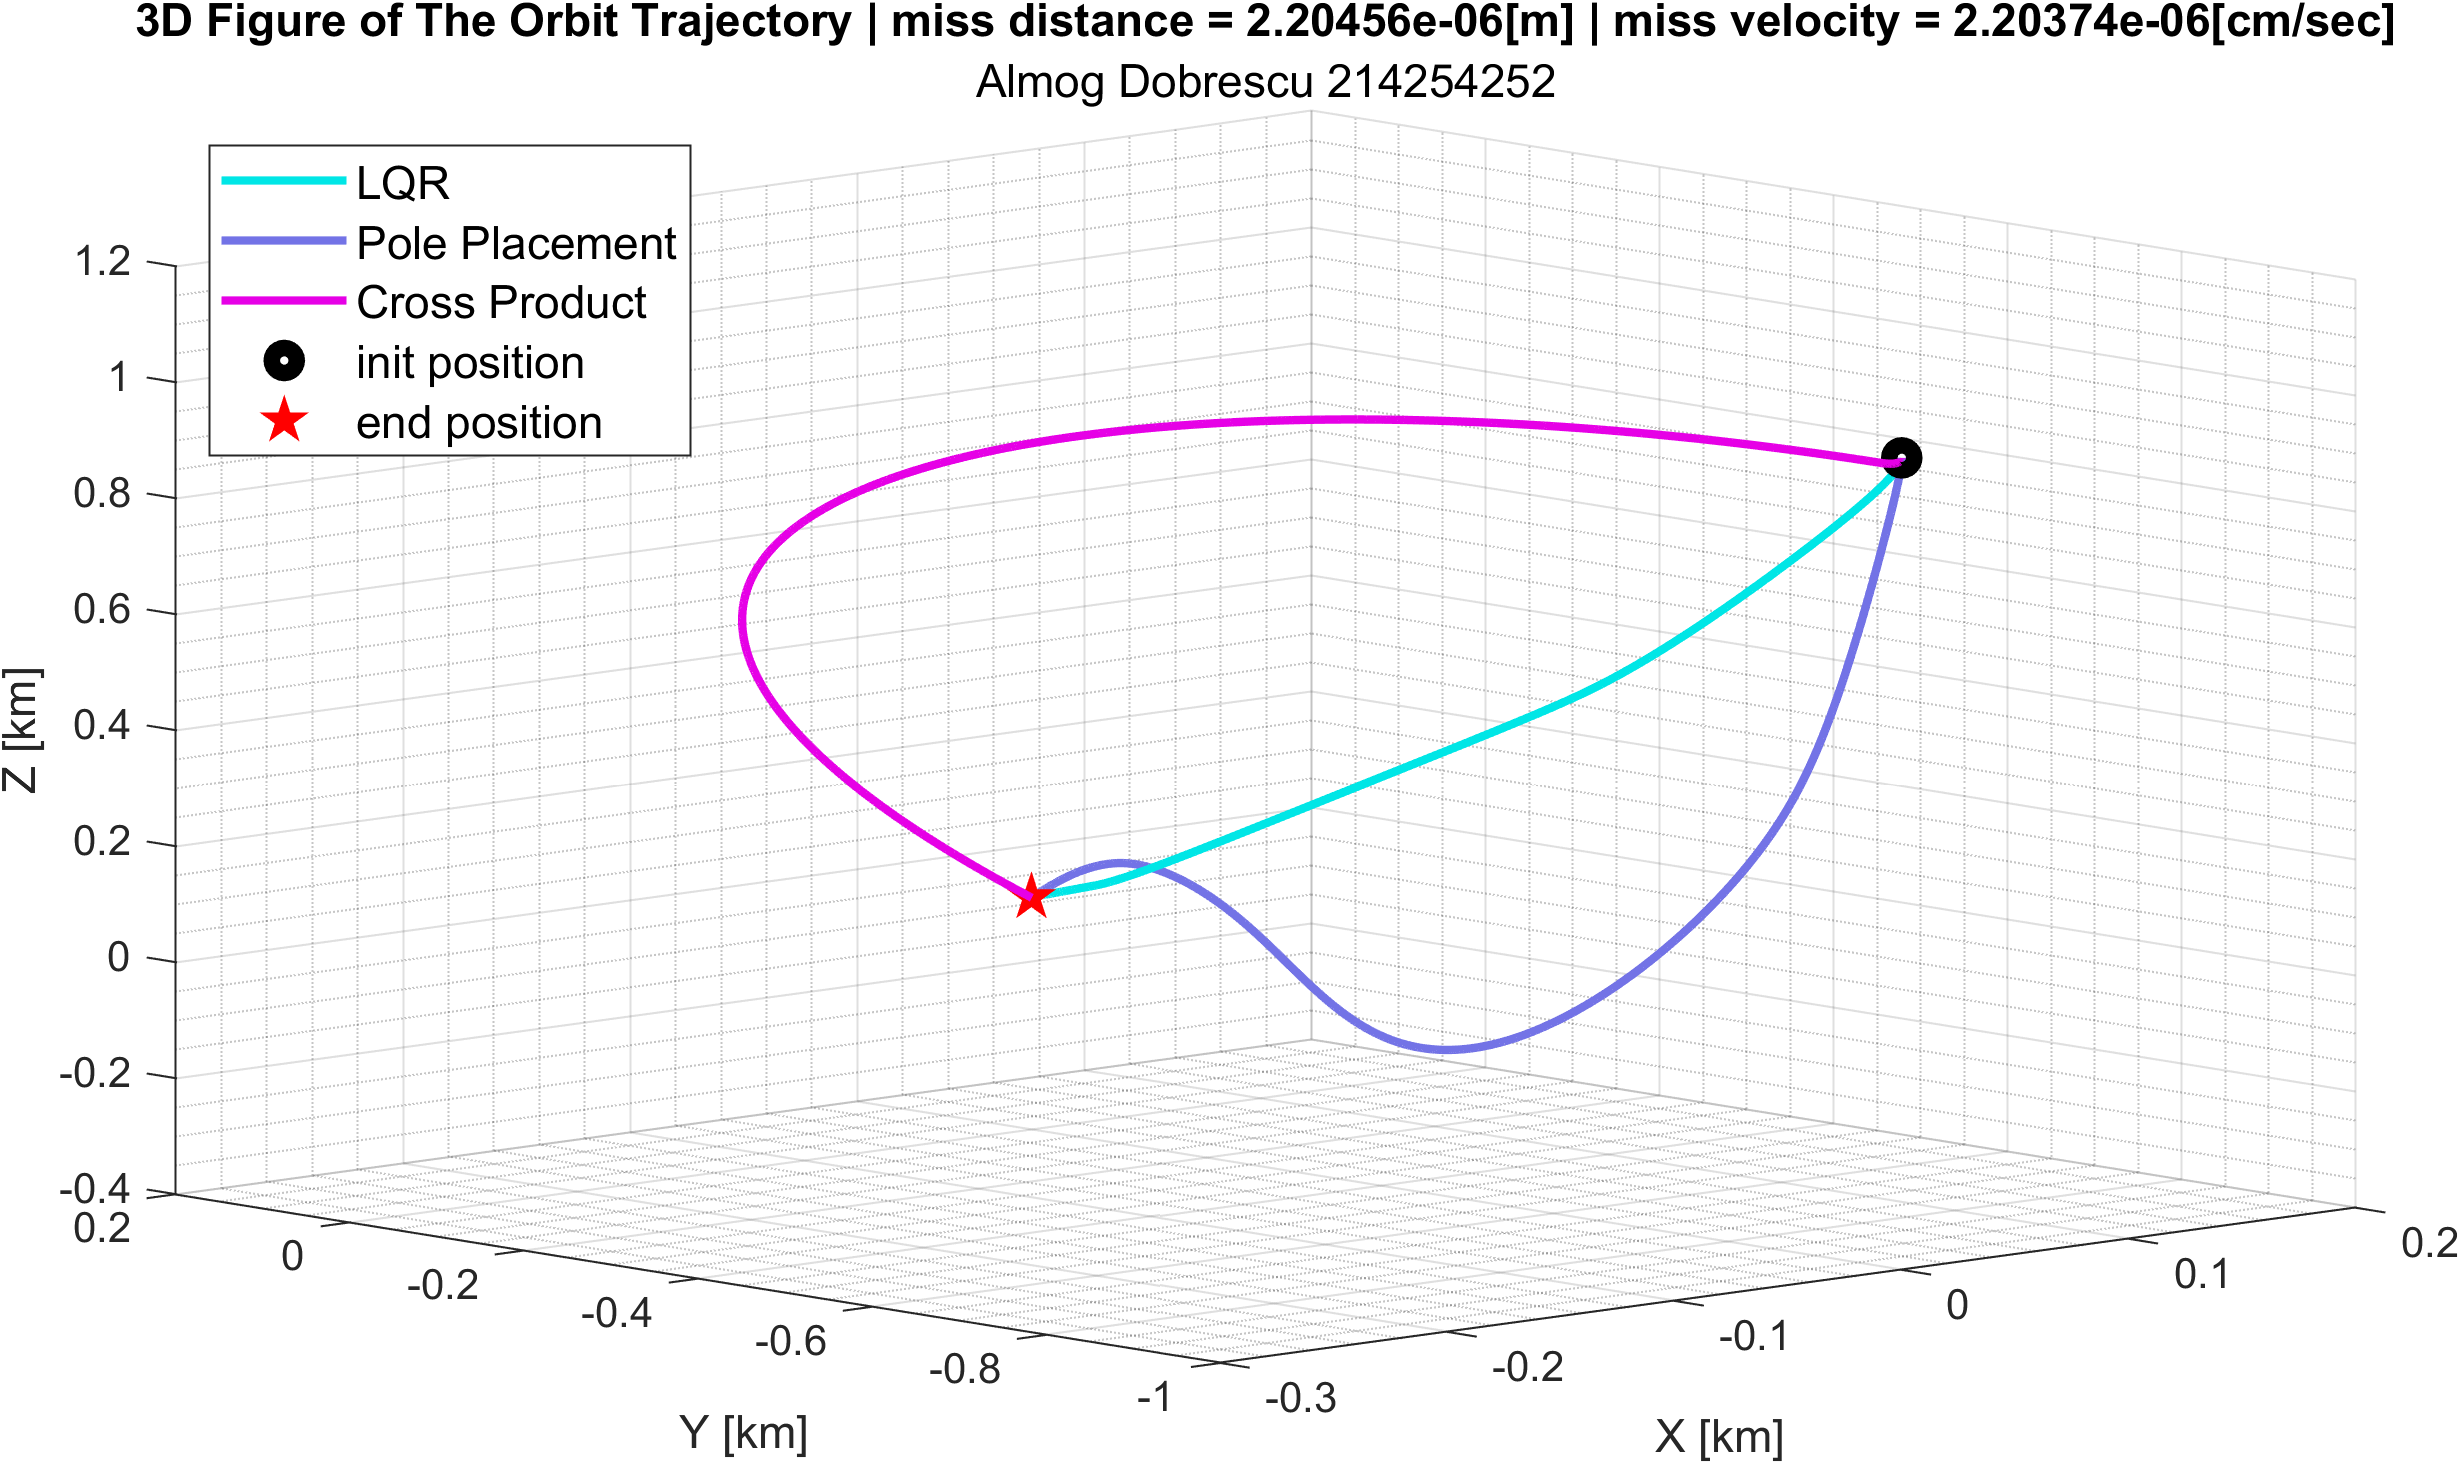 3D Figure of The Orbit Trajectory | miss distance = 2.20456e-06[m] | miss velocity = 2.20374e-06[cm/sec]
Almog Dobrescu 214254252
LQR
Pole Placement
Cross Product
init position
end position
1.2
1
0.8
0.6
0.4
0.2
0
-0.2
-0.4
Z [km]
0.2
0
-0.2
-0.4
-0.6
-0.8
-1
Y [km]
-0.3
-0.2
-0.1
0
0.1
0.2
X [km]